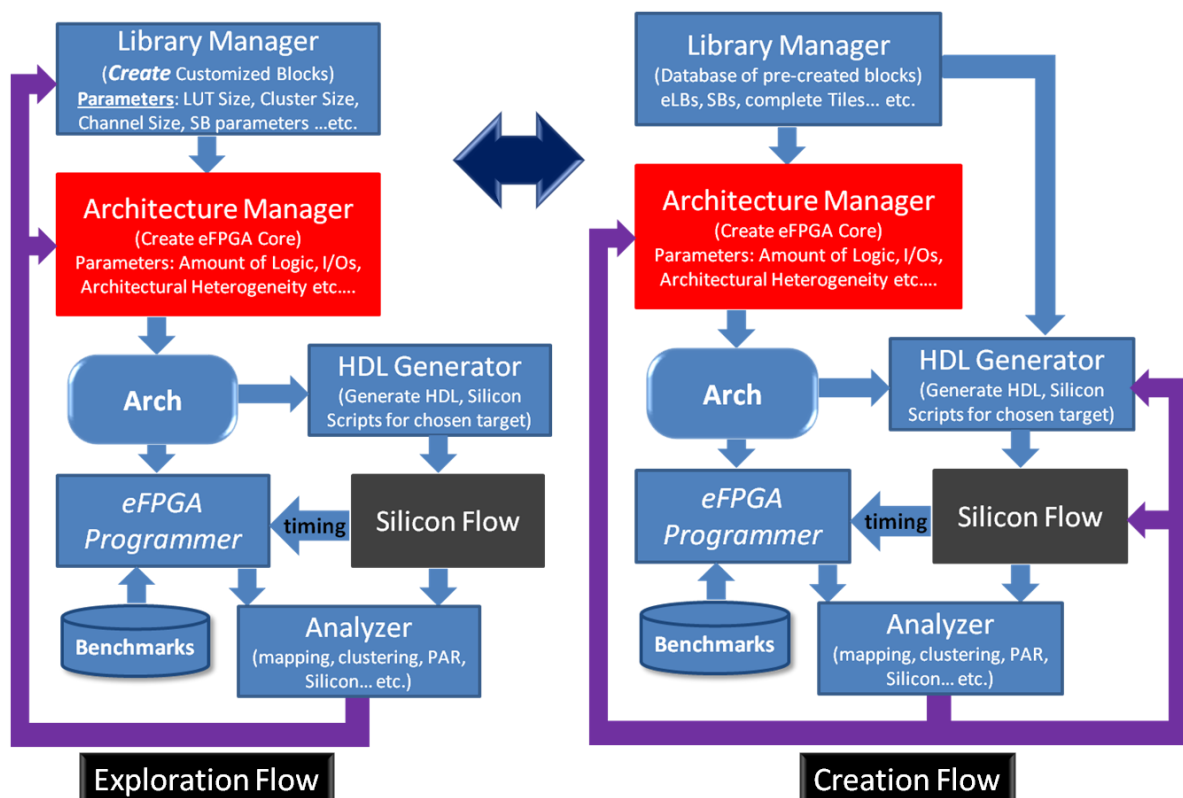 Library Manager
(Create Customized Blocks)
Parameters: LUT Size, Cluster Size,
Channel Size, SB parameters ...etc.
Architecture Manager
(Create eFPGA Core)
Parameters: Amount of Logic, I/Os,
Architectural Heterogeneity etc....
Arch
HDL Generator
(Generate HDL, Silicon
Scripts for chosen target)
eFPGA
Programmer
timing
Silicon Flow
Benchmarks
Analyzer
(mapping, clustering, PAR,
Silicon... etc.)
Exploration Flow
Library Manager
(Database of pre-created blocks)
eLBs, SBs, complete Tiles... etc.
Architecture Manager
(Create eFPGA Core)
Parameters: Amount of Logic, I/Os,
Architectural Heterogeneity etc....
Arch
HDL Generator
(Generate HDL, Silicon
Scripts for chosen target)
eFPGA
Programmer
timing
Silicon Flow
Benchmarks
Analyzer
(mapping, clustering, PAR,
Silicon... etc.)
Creation Flow